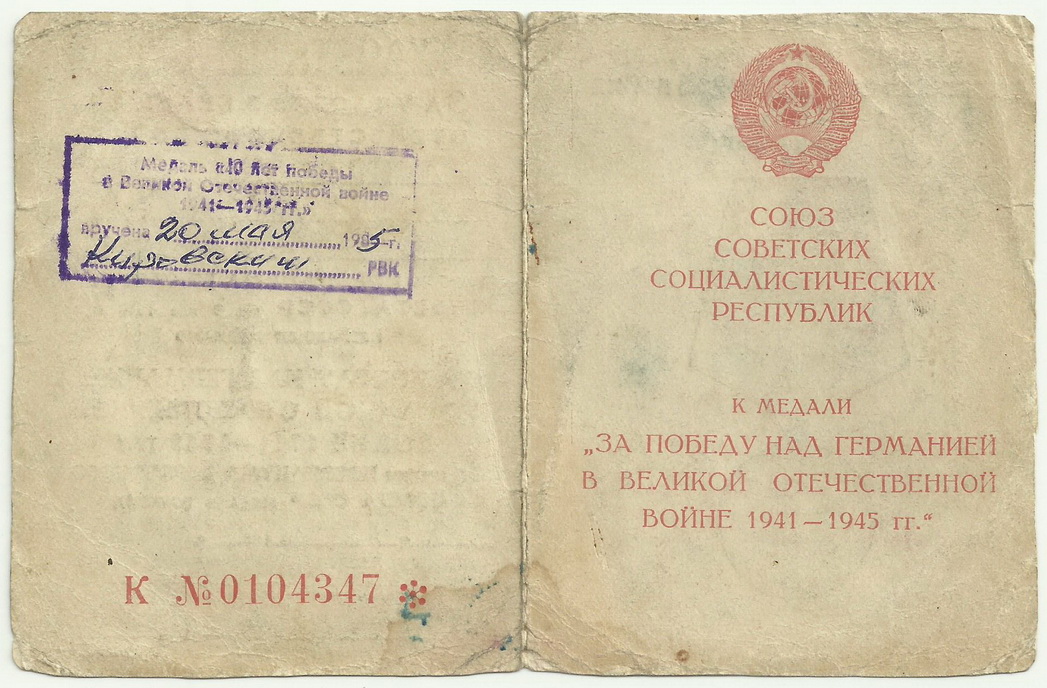 Медаль «40 лет победы
в Великой Отечественной войне
1941—1945 гг.»
вручена 20 мая 1985 г.
Кировский РВК
К №0104347
СОЮЗ
СОВЕТСКИХ
СОЦИАЛИСТИЧЕСКИХ
РЕСПУБЛИК
К МЕДАЛИ
„ЗА ПОБЕДУ НАД ГЕРМАНИЕЙ
В ВЕЛИКОЙ ОТЕЧЕСТВЕННОЙ
ВОЙНЕ 1941—1945 гг.“